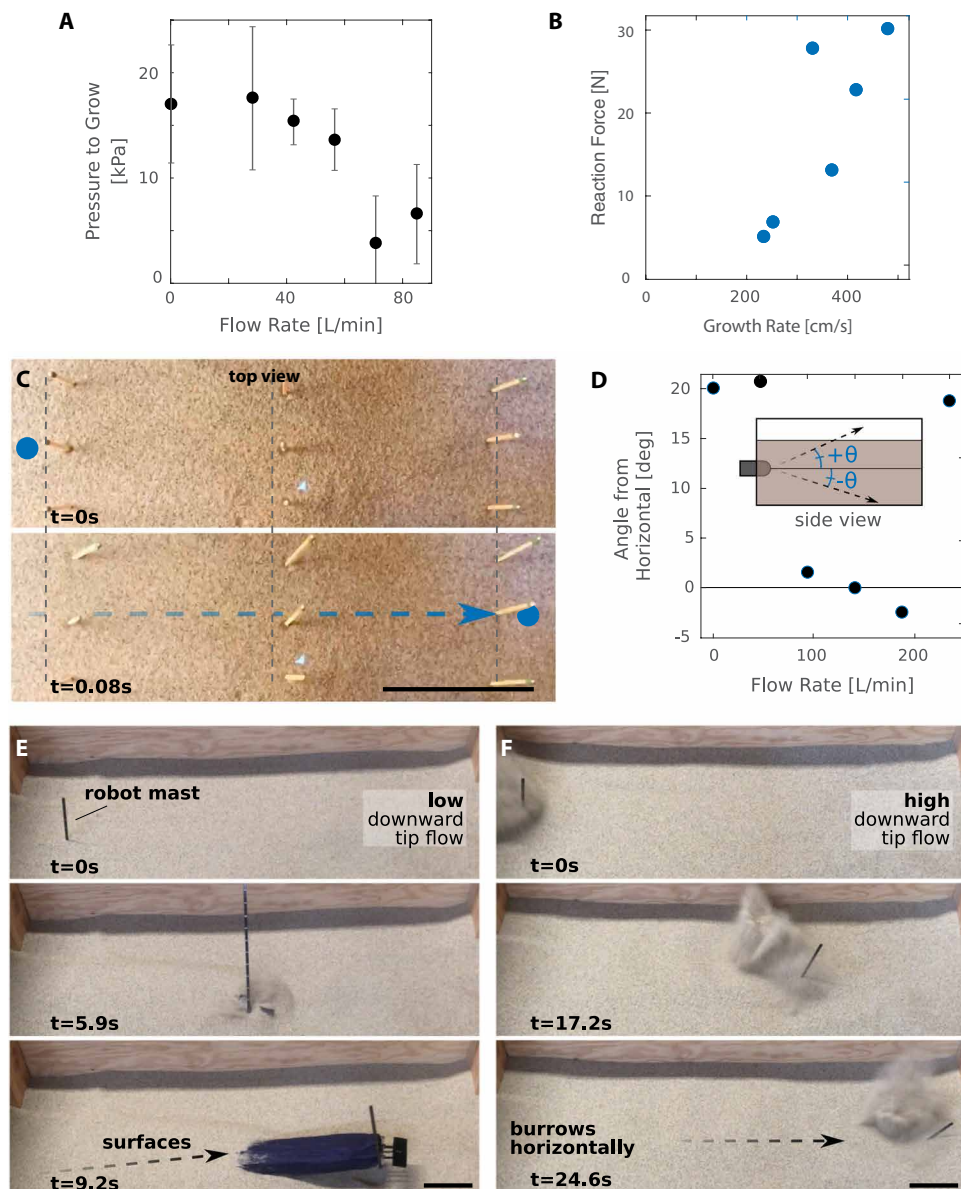 A
Pressure to Grow
[kPa]
20
10
0
0
40
80
Flow Rate [L/min]
B
Reaction Force [N]
30
20
10
0
0
200
400
Growth Rate [cm/s]
C
top view
t=0s
t=0.08s
D
Angle from
Horizontal [deg]
20
15
10
5
0
-5
+θ
-θ
side view
0
100
200
Flow Rate [L/min]
E
robot mast
low
downward
tip flow
t=0s
t=5.9s
surfaces
t=9.2s
F
high
downward
tip flow
t=0s
t=17.2s
burrows
horizontally
t=24.6s